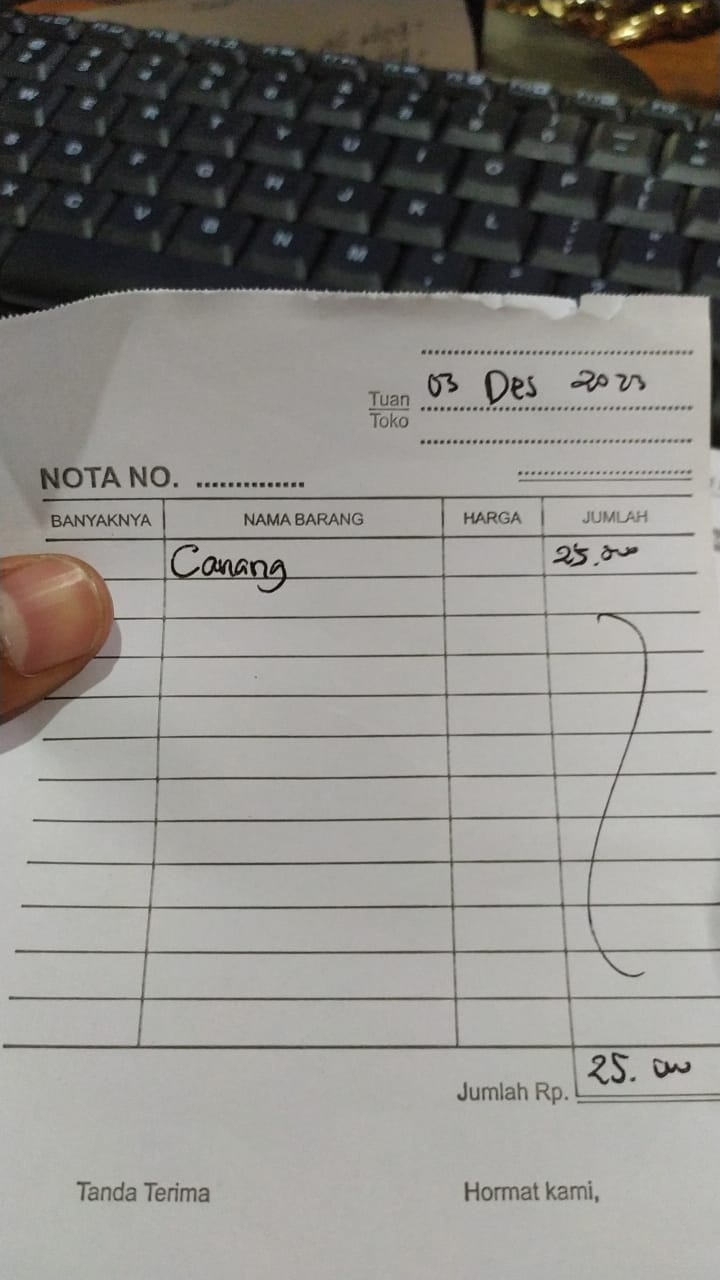 03 Des 2023
Tuan
Toko
NOTA NO. ..............
BANYAKNYA NAMA BARANG HARGA JUMLAH
Canang 25.000
Jumlah Rp. 25.000
Tanda Terima Hormat kami,